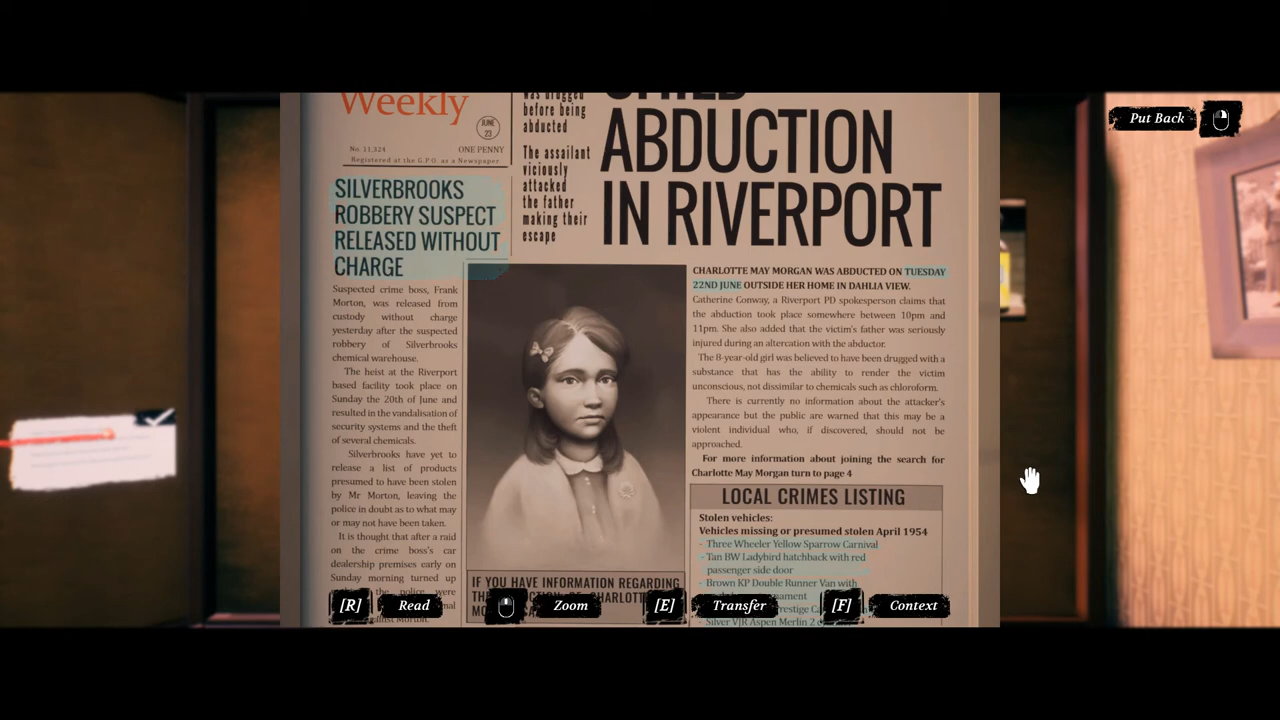 Put Back
Weekly
JUNE
23
No. 11,324
ONE PENNY
Registered at the G.P.O. as a Newspaper
SILVERBROOKS
ROBBERY SUSPECT
RELEASED WITHOUT
CHARGE
Suspected crime boss, Frank
Morton, was released from
custody without charge
yesterday after the suspected
robbery of Silverbrooks
chemical warehouse.
The heist at the Riverport
based facility took place on
Sunday the 20th of June and
resulted in the vandalisation of
security systems and the theft
of several chemicals.
Silverbrooks have yet to
release a list of products
presumed to have been stolen
by Mr Morton, leaving the
police in doubt as to what may
or may not have been taken.
It is thought that after a raid
on the crime boss's car
dealership premises early on
Sunday morning turned up
the police were
against Morton.
was drugged
before being
abducted
The assailant
viciously
attacked
the father
making their
escape
CHILD
ABDUCTION
IN RIVERPORT
IF YOU HAVE INFORMATION REGARDING
CHARLOTTE MAY MORGAN WAS ABDUCTED ON TUESDAY
22ND JUNE OUTSIDE HER HOME IN DAHLIA VIEW.
Catherine Conway, a Riverport PD spokesperson claims that
the abduction took place somewhere between 10pm and
11pm. She also added that the victim's father was seriously
injured during an altercation with the abductor.
The 8-year-old girl was believed to have been drugged with a
substance that has the ability to render the victim
unconscious, not dissimilar to chemicals such as chloroform.
There is currently no information about the attacker's
appearance but the public are warned that this may be a
violent individual who, if discovered, should not be
approached.
For more information about joining the search for
Charlotte May Morgan turn to page 4
LOCAL CRIMES LISTING
Stolen vehicles:
Vehicles missing or presumed stolen April 1954
- Three Wheeler Yellow Sparrow Carnival
- Tan BW Ladybird hatchback with red
passenger side door
- Brown KP Double Runner Van with
- Silver VJR Aspen Merlin 2
[R] Read
Zoom
[E] Transfer
[F] Context